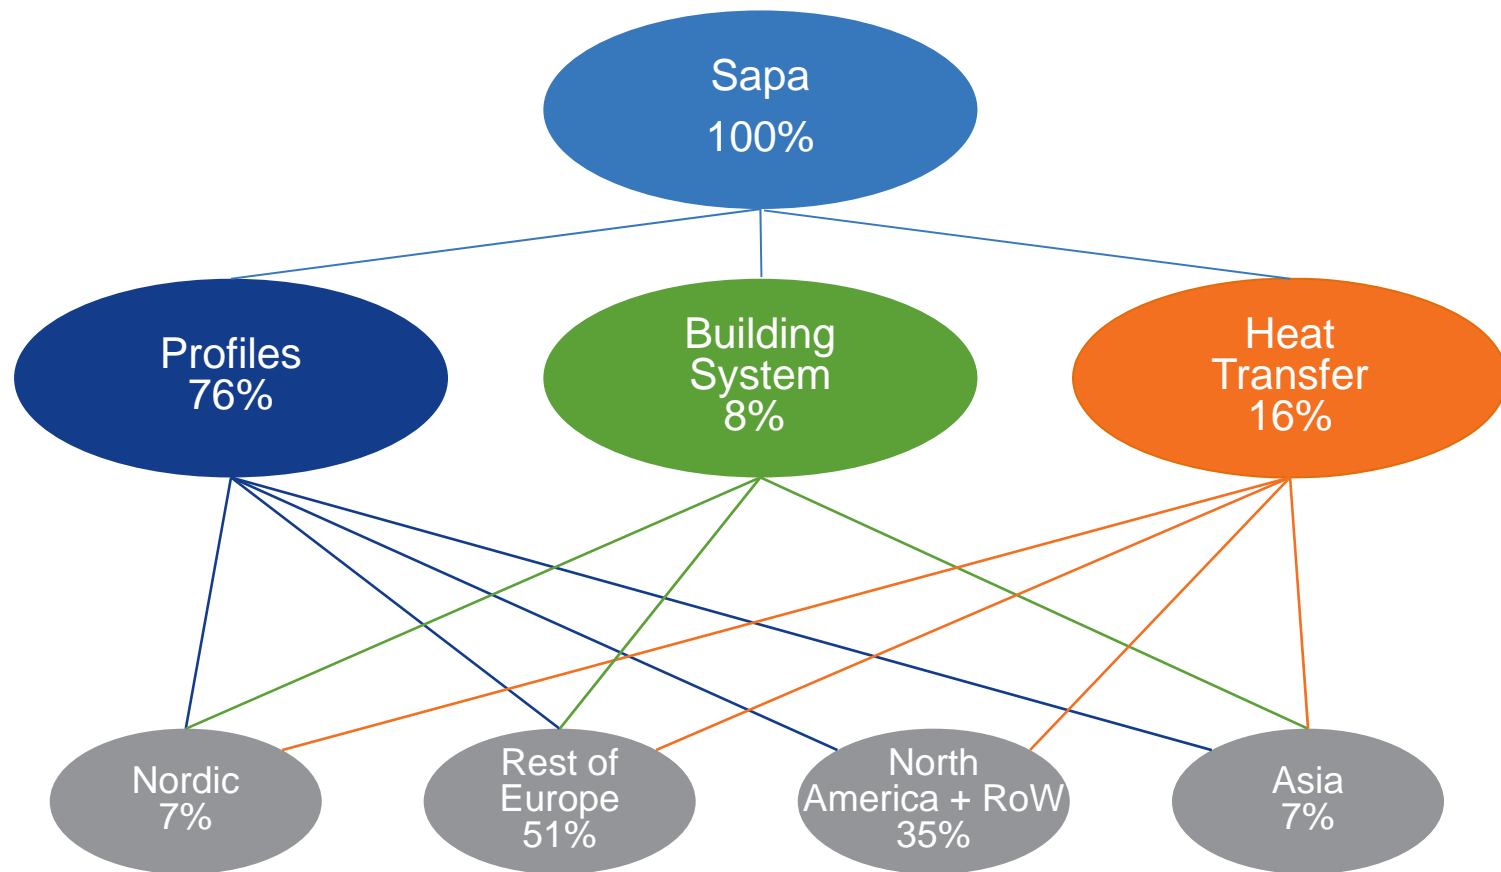 Sapa
100%
Profiles
76%
Building
System
8%
Heat
Transfer
16%
Nordic
7%
Rest of
Europe
51%
North
America + RoW
35%
Asia
7%